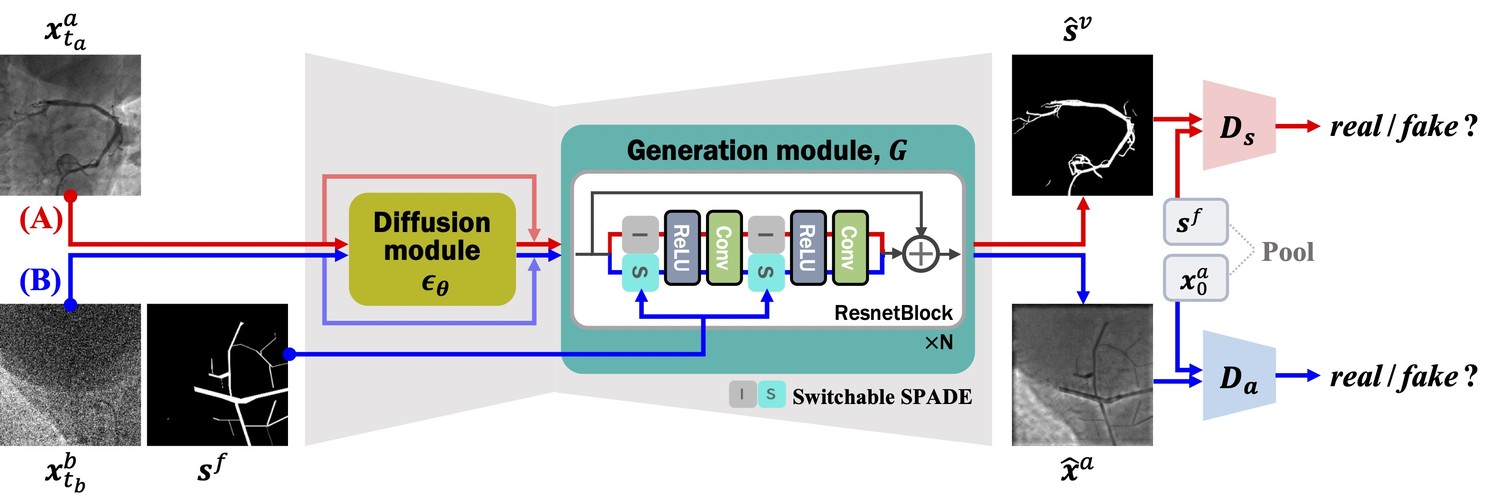 x^a_{t_a}
(A)
(B)
x^b_{t_b}
s^f
Diffusion
module
ϵ_θ
Generation module, G
I
ReLU
Conv
I
ReLU
Conv
S
S
ResnetBlock
×N
I S Switchable SPADE
ŝ^v
D_s
real / fake ?
s^f
Pool
x^a_0
D_a
real / fake ?
x̂^a